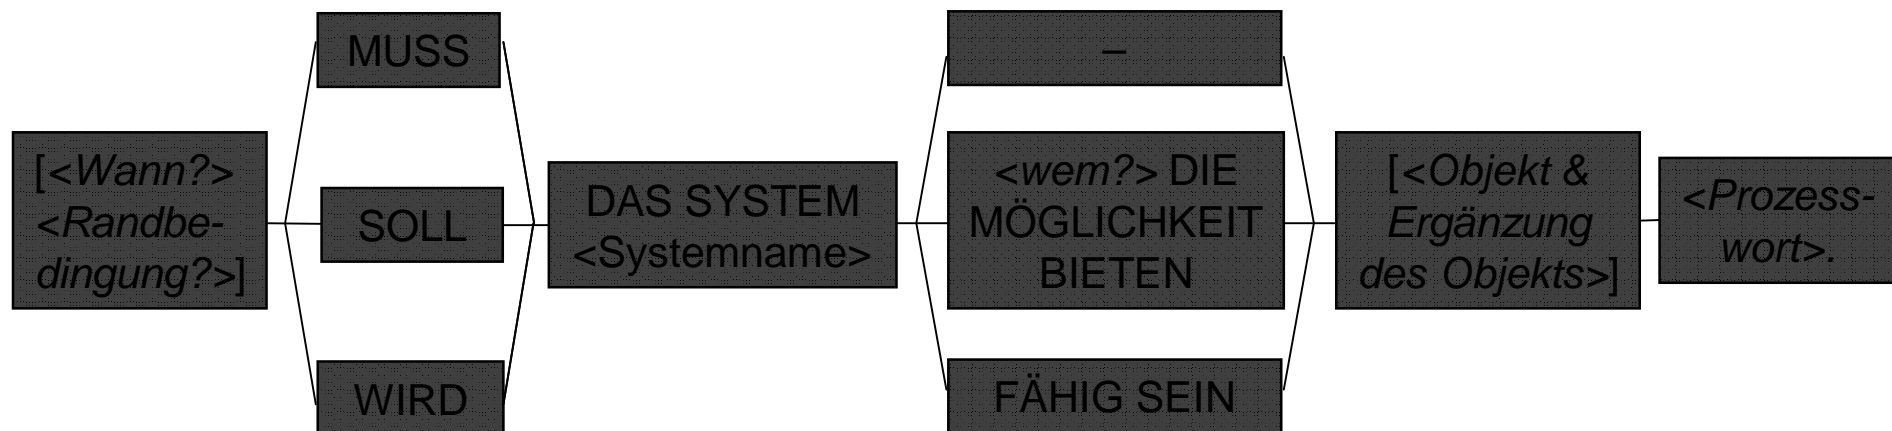 [<Wann?>
<Randbe-
dingung?>]
MUSS
SOLL
WIRD
DAS SYSTEM
<Systemname>
–
<wem?> DIE
MÖGLICHKEIT
BIETEN
FÄHIG SEIN
[<Objekt &
Ergänzung
des Objekts>]
<Prozess-
wort>.